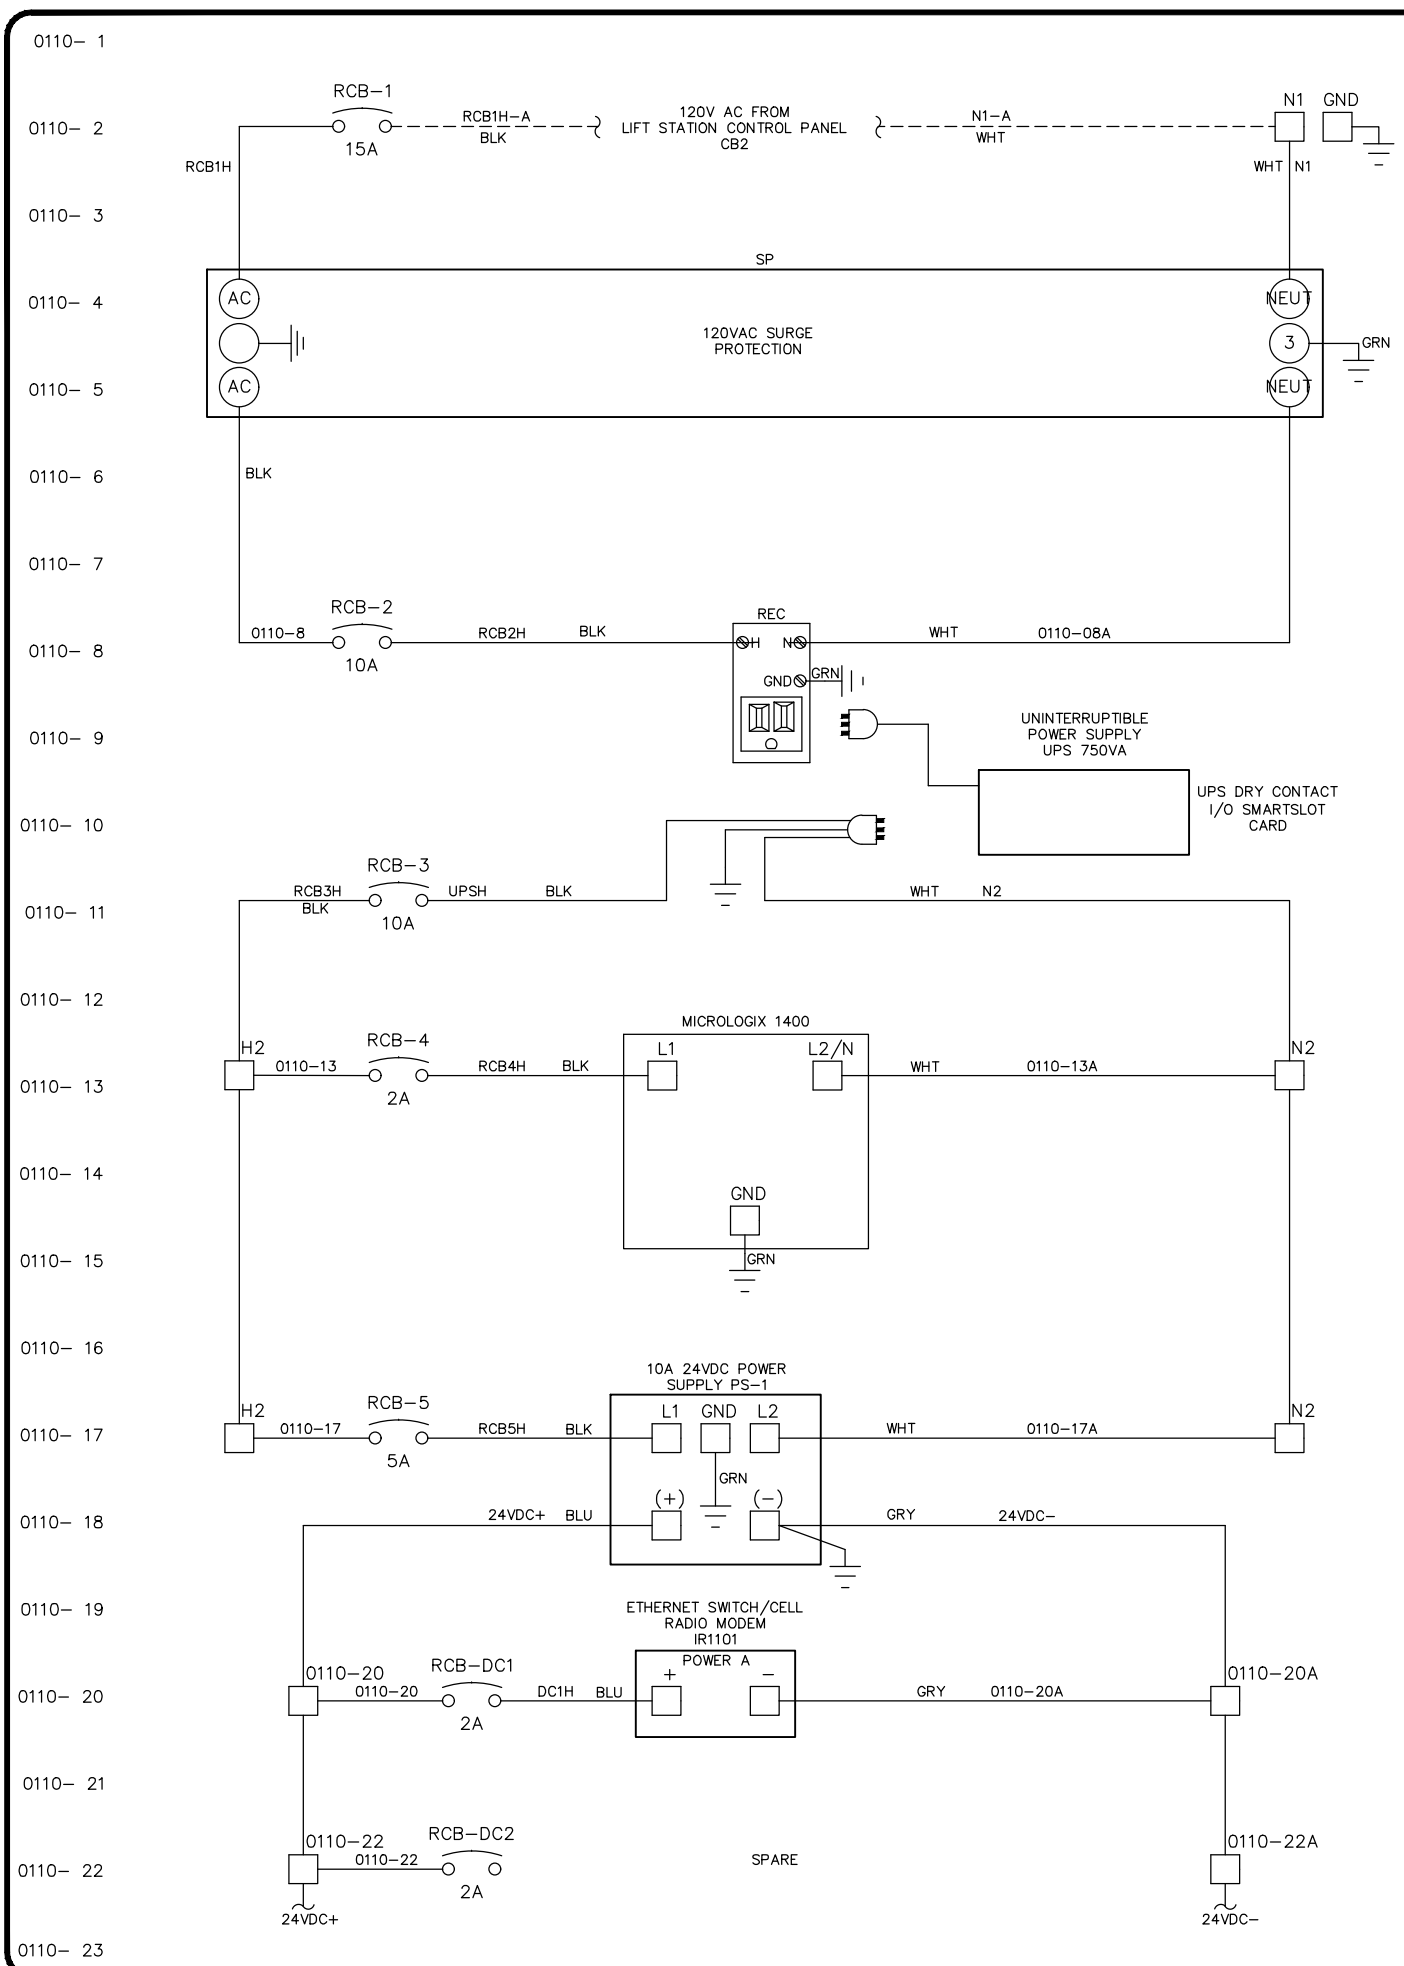 0110- 1
RCB-1
N1 GND
0110- 2
RCB1H-A
BLK
120V AC FROM
LIFT STATION CONTROL PANEL
CB2
N1-A
WHT
15A
RCB1H
WHT N1
0110- 3
SP
0110- 4
AC
NEUT
120VAC SURGE
PROTECTION
3
GRN
0110- 5
AC
NEUT
0110- 6
BLK
0110- 7
RCB-2
REC
0110- 8
0110-8
RCB2H BLK
H N
WHT 0110-08A
10A
GND
GRN
0110- 9
UNINTERRUPTIBLE
POWER SUPPLY
UPS 750VA
UPS DRY CONTACT
I/O SMARTSLOT
CARD
0110- 10
RCB-3
RCB3H
BLK
UPSH BLK
WHT N2
0110- 11
10A
0110- 12
MICROLOGIX 1400
H2
RCB-4
L1 L2/N
N2
0110- 13
0110-13
RCB4H BLK
WHT 0110-13A
2A
0110- 14
GND
0110- 15
GRN
0110- 16
10A 24VDC POWER
SUPPLY PS-1
H2
RCB-5
L1 GND L2
N2
0110- 17
0110-17
RCB5H BLK
WHT 0110-17A
5A
GRN
(+) (-)
0110- 18
24VDC+ BLU
GRY 24VDC-
0110- 19
ETHERNET SWITCH/CELL
RADIO MODEM
IR1101
POWER A
0110-20
RCB-DC1
+ -
0110-20A
0110- 20
0110-20
DC1H BLU
GRY 0110-20A
2A
0110- 21
0110-22
RCB-DC2
0110-22A
0110- 22
0110-22
SPARE
2A
24VDC+
24VDC-
0110- 23